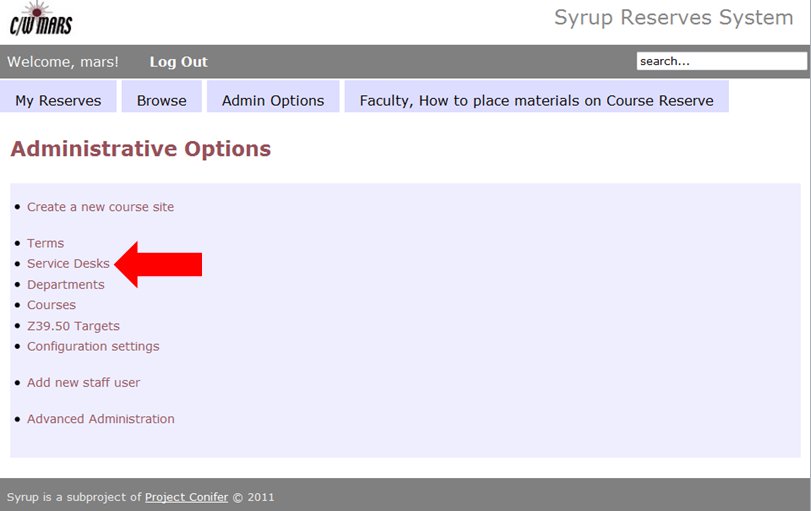 C/W MARS
Syrup Reserves System
Welcome, mars! Log Out search...
My Reserves Browse Admin Options Faculty, How to place materials on Course Reserve
Administrative Options
Create a new course site
Terms
Service Desks
Departments
Courses
Z39.50 Targets
Configuration settings
Add new staff user
Advanced Administration
Syrup is a subproject of Project Conifer © 2011